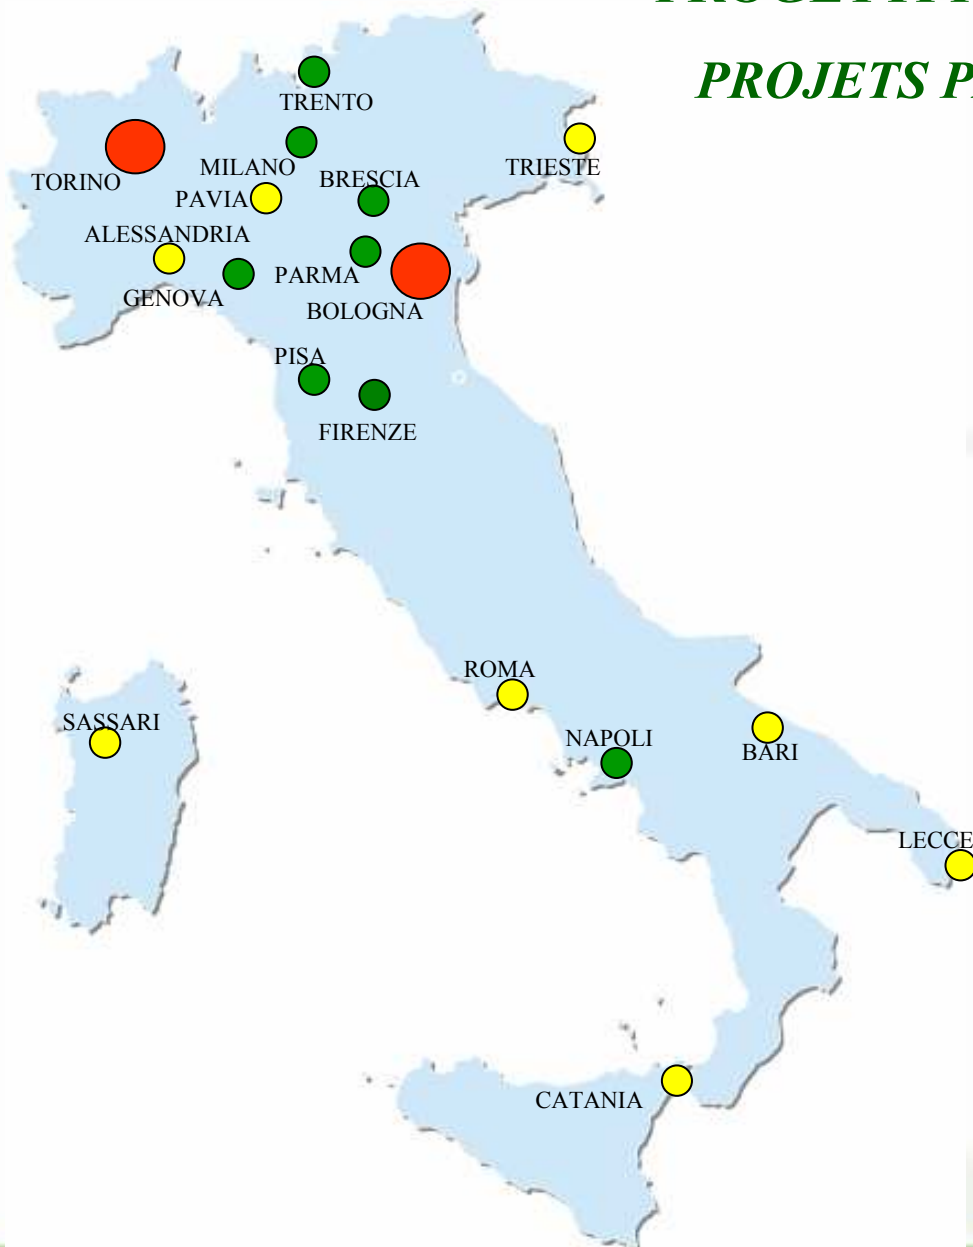 PROJETS
TRENTO
MILANO
TRIESTE
TORINO
BRESCIA
PAVIA
ALESSANDRIA
PARMA
GENOVA
BOLOGNA
PISA
FIRENZE
ROMA
SASSARI
NAPOLI
BARI
LECCE
CATANIA